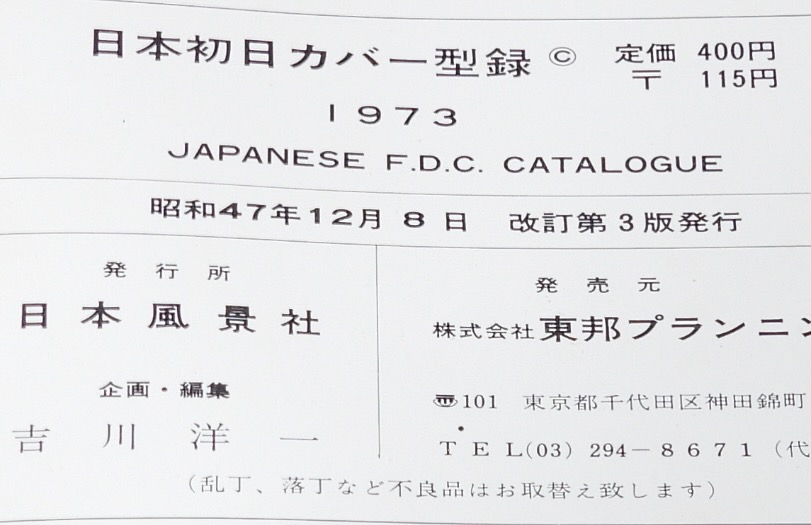 日本初日カバー型録 © 定価 400円
〒 115円
1973
JAPANESE F.D.C. CATALOGUE
昭和47年12月8日 改訂第3版発行
発行所
日本風景社
企画・編集
吉川洋一
発売元
株式会社東邦プランニン
☎101 東京都千代田区神田錦町
TEL(03) 294-8671 (代
(乱丁、落丁など不良品はお取替え致します)